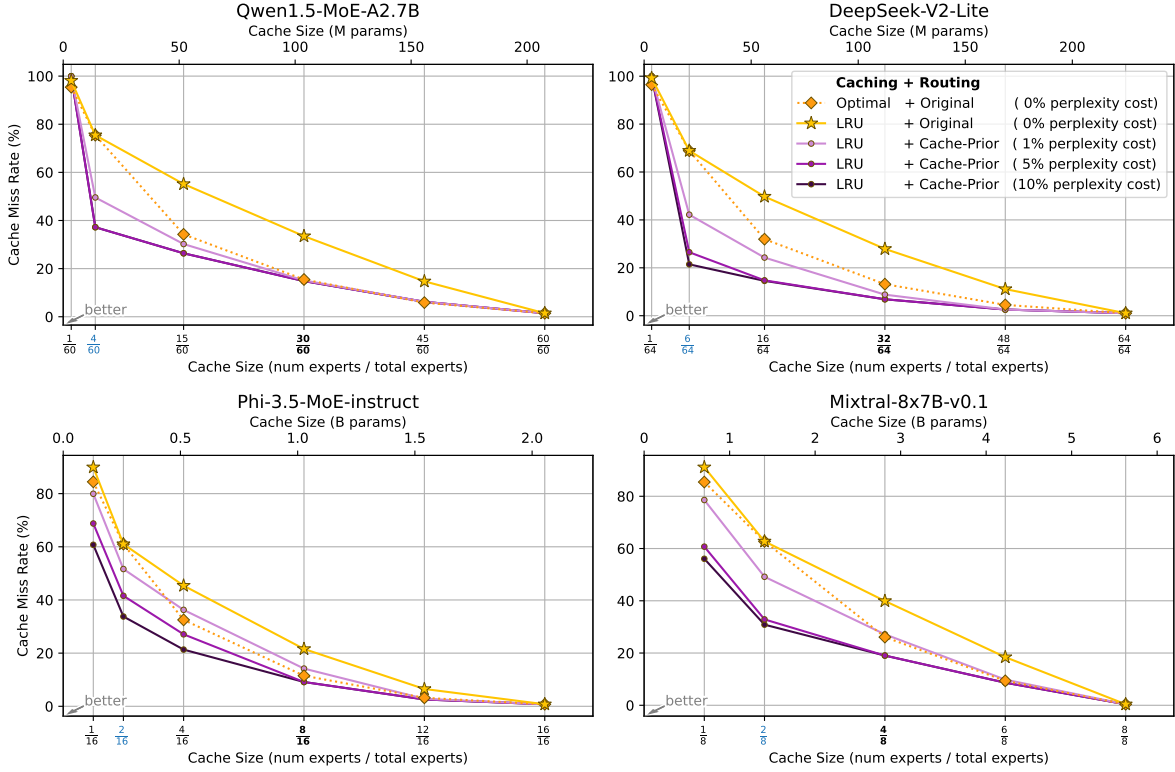 Qwen1.5-MoE-A2.7B
Cache Size (M params)
0 50 100 150 200
Cache Miss Rate (%)
100
80
60
40
20
0
better
1/60 4/60 15/60 30/60 45/60 60/60
Cache Size (num experts / total experts)
DeepSeek-V2-Lite
Cache Size (M params)
0 50 100 150 200
Caching + Routing
Optimal + Original ( 0% perplexity cost)
LRU + Original ( 0% perplexity cost)
LRU + Cache-Prior ( 1% perplexity cost)
LRU + Cache-Prior ( 5% perplexity cost)
LRU + Cache-Prior (10% perplexity cost)
100
80
60
40
20
0
better
1/64 6/64 16/64 32/64 48/64 64/64
Cache Size (num experts / total experts)
Phi-3.5-MoE-instruct
Cache Size (B params)
0.0 0.5 1.0 1.5 2.0
Cache Miss Rate (%)
80
60
40
20
0
better
1/16 2/16 4/16 8/16 12/16 16/16
Cache Size (num experts / total experts)
Mixtral-8x7B-v0.1
Cache Size (B params)
0 1 2 3 4 5 6
80
60
40
20
0
better
1/8 2/8 4/8 6/8 8/8
Cache Size (num experts / total experts)